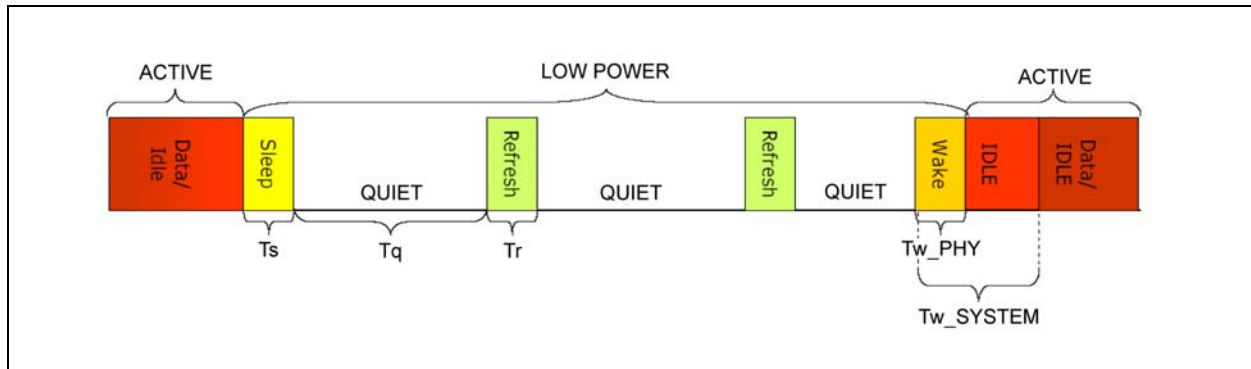 ACTIVE
LOW POWER
ACTIVE
Data/
Idle
Sleep
QUIET
Refresh
QUIET
Refresh
QUIET
Wake
IDLE
Data/
IDLE
Ts
Tq
Tr
Tw_PHY
Tw_SYSTEM